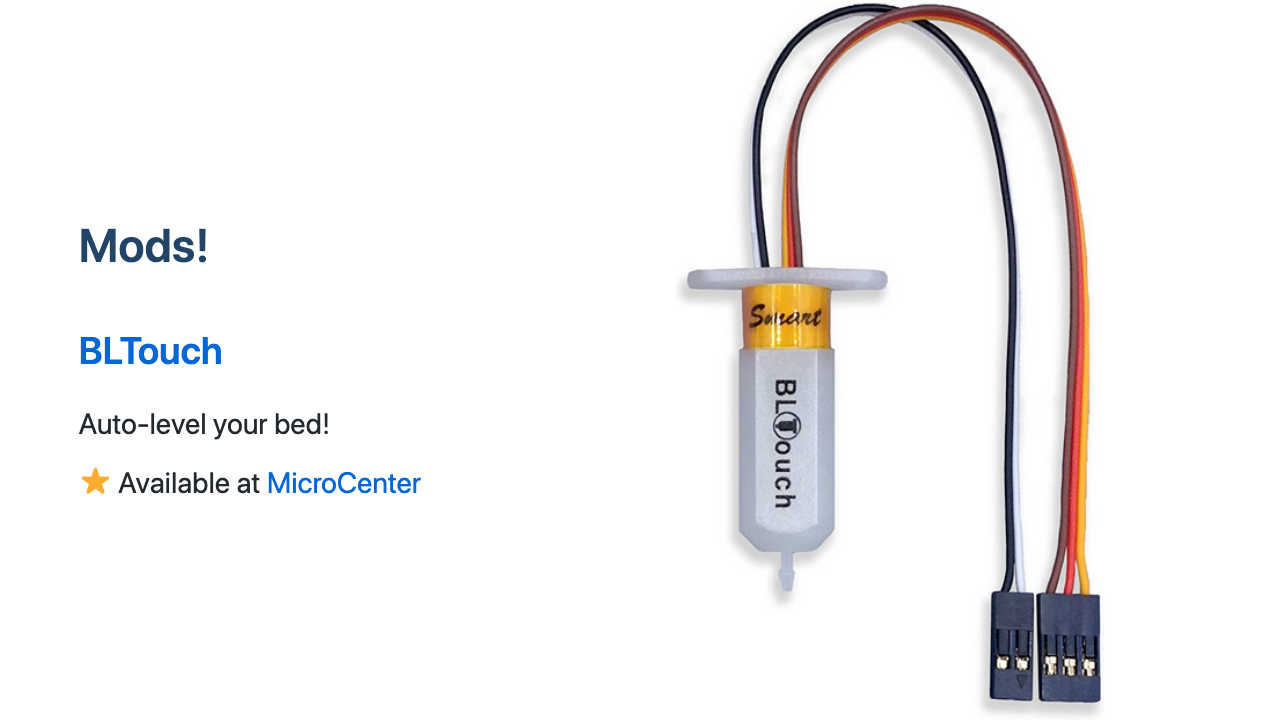 Mods!
BLTouch
Auto-level your bed!
⭐ Available at MicroCenter
Smart
BLTouch